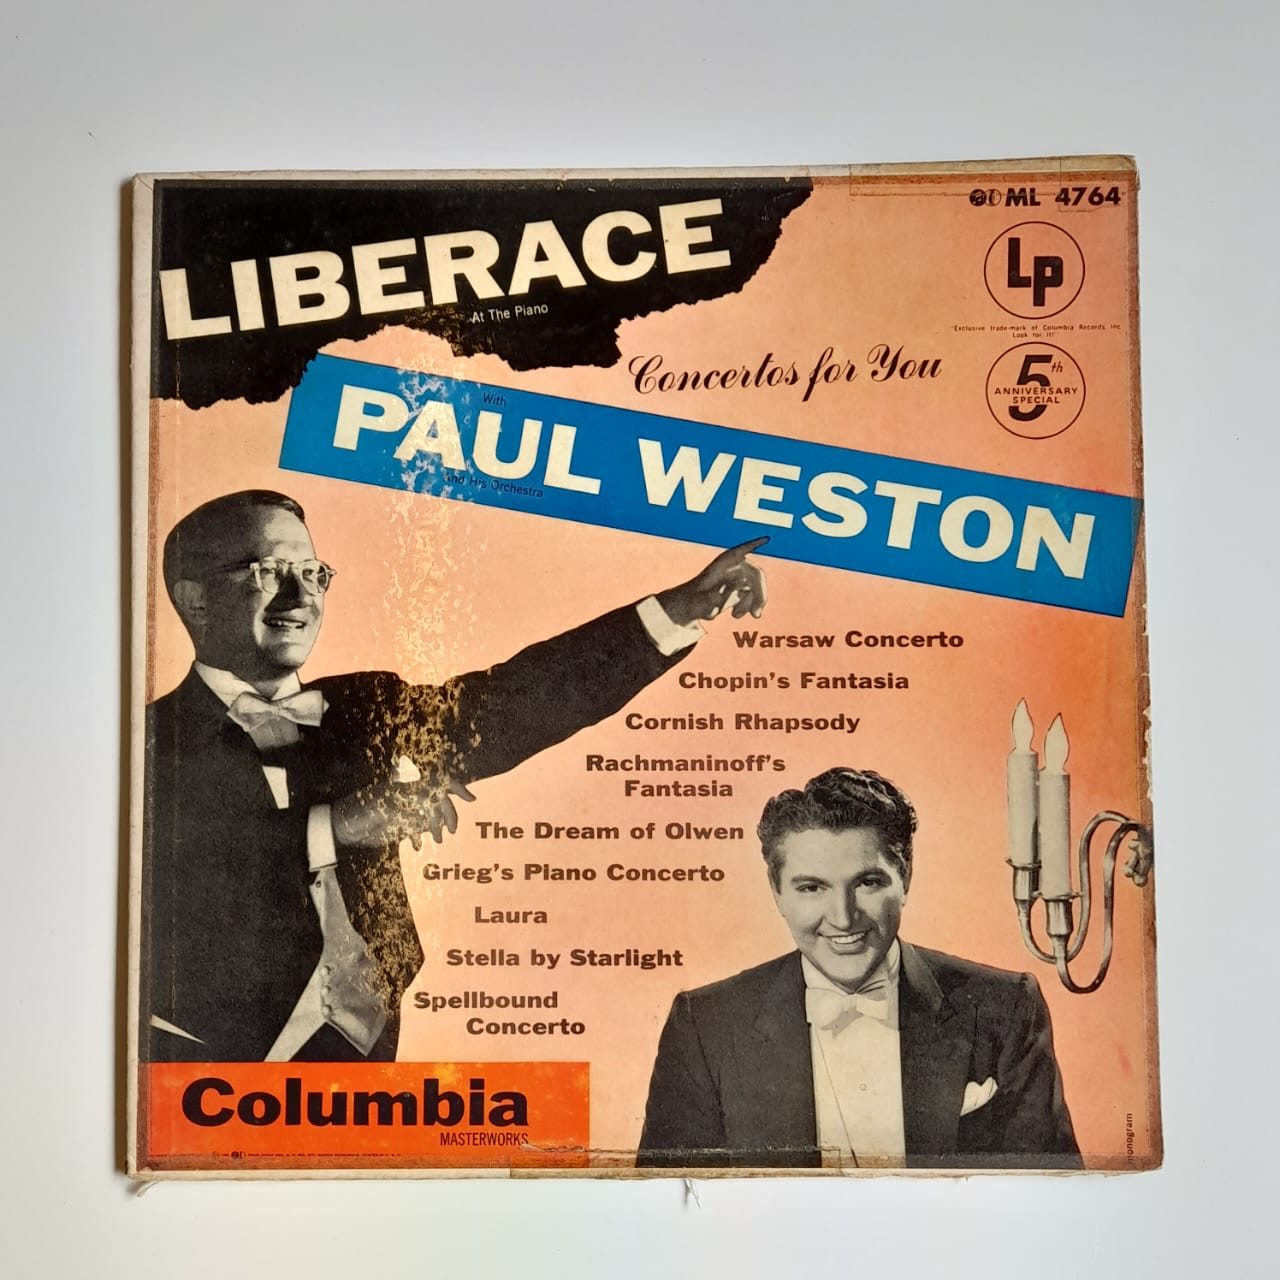 ML 4764
LIBERACE
At The Piano
LP
"Exclusive trade-mark of Columbia Records Inc
Look for it!"
Concertos for You
5th
ANNIVERSARY
SPECIAL
With
PAUL WESTON
And His Orchestra
Warsaw Concerto
Chopin's Fantasia
Cornish Rhapsody
Rachmaninoff's
Fantasia
The Dream of Olwen
Grieg's Piano Concerto
Laura
Stella by Starlight
Spellbound
Concerto
Columbia
MASTERWORKS
monogram